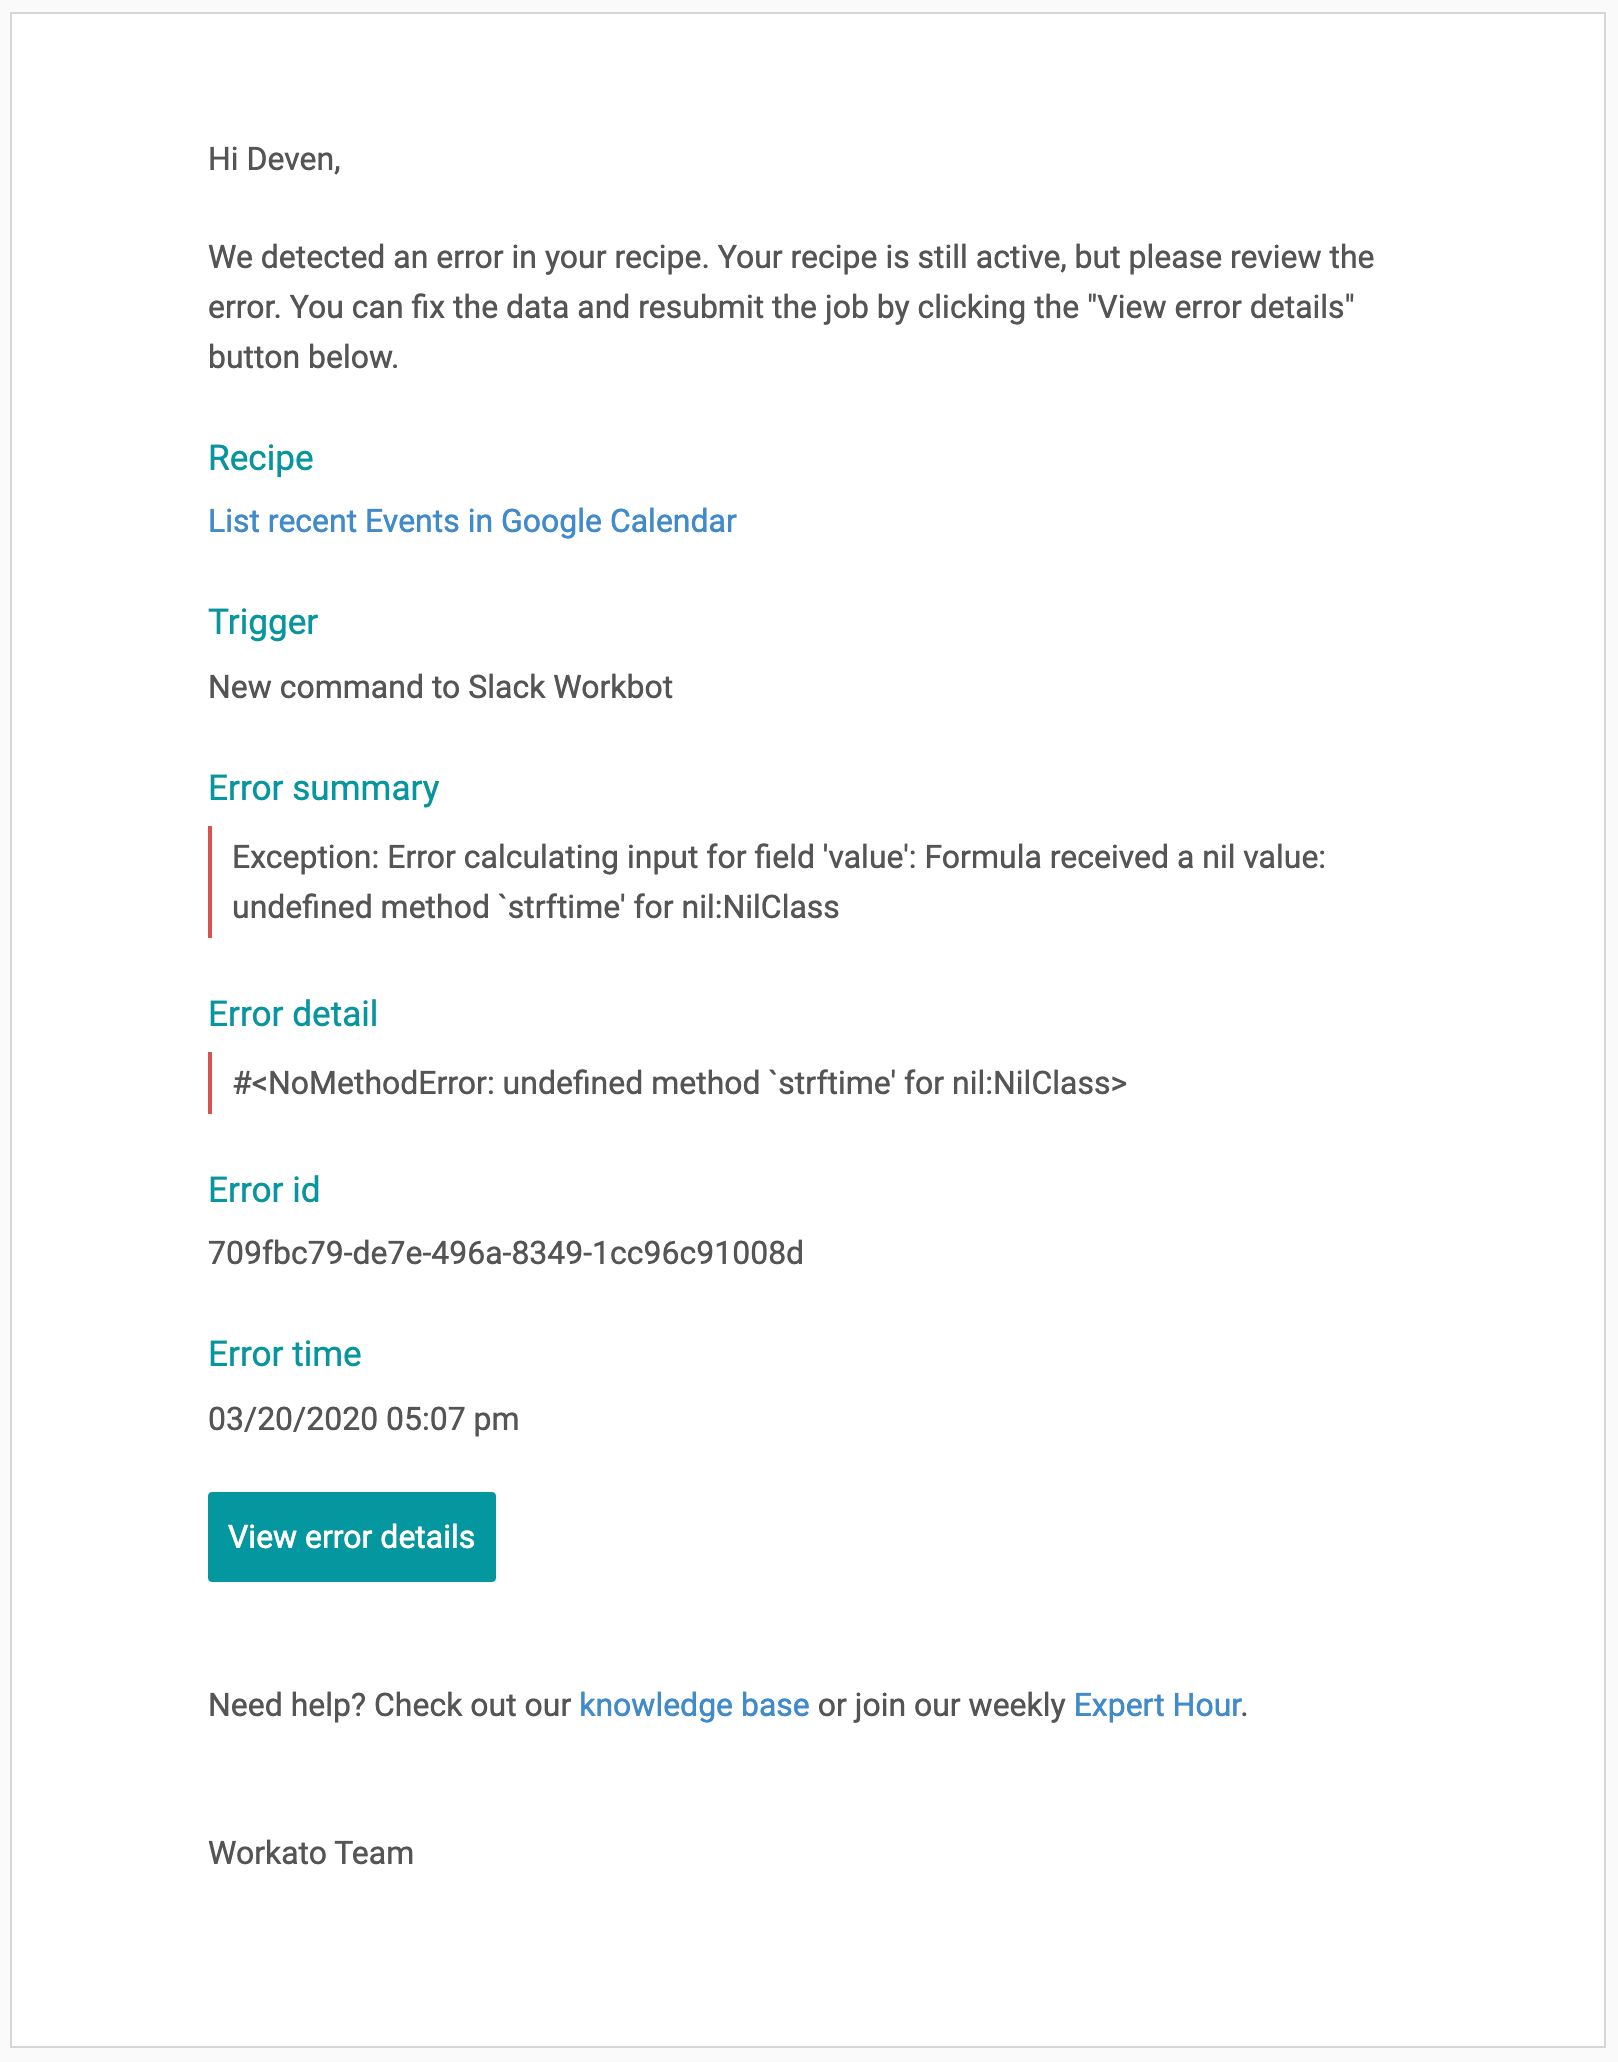 Hi Deven,
We detected an error in your recipe. Your recipe is still active, but please review the
error. You can fix the data and resubmit the job by clicking the "View error details"
button below.
Recipe
List recent Events in Google Calendar
Trigger
New command to Slack Workbot
Error summary
Exception: Error calculating input for field 'value': Formula received a nil value:
undefined method `strftime' for nil:NilClass
Error detail
#<NoMethodError: undefined method `strftime' for nil:NilClass>
Error id
709fbc79-de7e-496a-8349-1cc96c91008d
Error time
03/20/2020 05:07 pm
View error details
Need help? Check out our knowledge base or join our weekly Expert Hour.
Workato Team